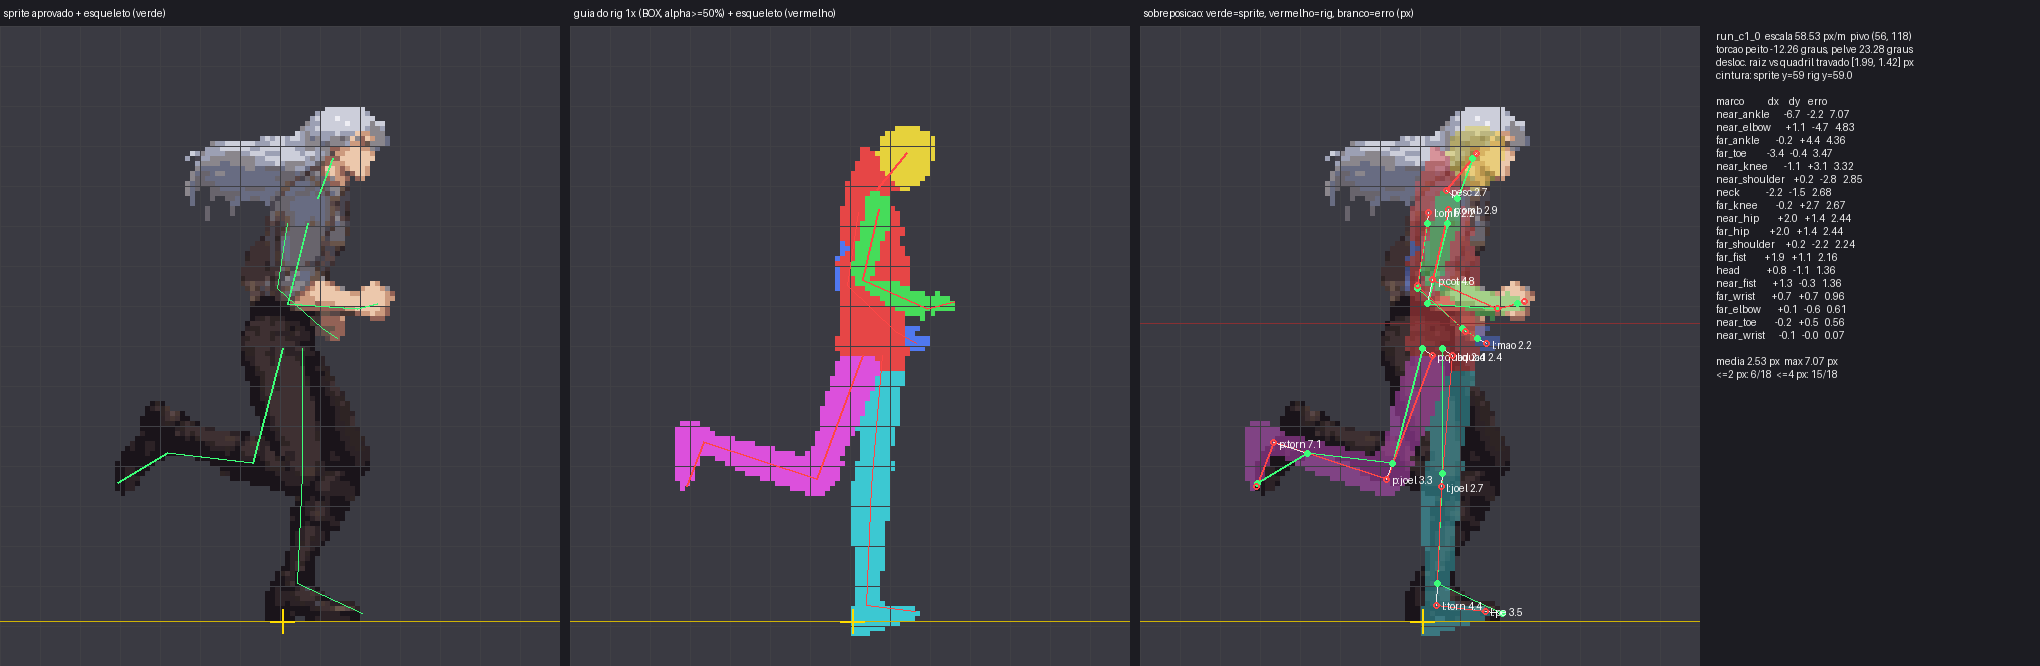 sprite aprovado + esqueleto (verde)
guia do rig 1x (BOX, alpha>=50%) + esqueleto (vermelho)
sobreposicao: verde=sprite, vermelho=rig, branco=erro (px)
run_c1_0 escala 58.53 px/m pivo (56, 118)
torcao peito -12.26 graus, pelve 23.28 graus
desloc. raiz vs quadril travado [1.99, 1.42] px
cintura: sprite y=59 rig y=59.0
marco dx dy erro
near_ankle -6.7 -2.2 7.07
near_elbow +1.1 -4.7 4.83
far_ankle -0.2 +4.4 4.36
far_toe -3.4 -0.4 3.47
near_knee -1.1 +3.1 3.32
near_shoulder +0.2 -2.8 2.85
neck -2.2 -1.5 2.68
far_knee -0.2 +2.7 2.67
near_hip +2.0 +1.4 2.44
far_hip +2.0 +1.4 2.44
far_shoulder +0.2 -2.2 2.24
far_fist +1.9 +1.1 2.16
head +0.8 -1.1 1.36
near_fist +1.3 -0.3 1.36
far_wrist +0.7 +0.7 0.96
far_elbow +0.1 -0.6 0.61
near_toe -0.2 +0.5 0.56
near_wrist -0.1 -0.0 0.07
media 2.53 px max 7.07 px
<=2 px: 6/18 <=4 px: 15/18
pesc 2.7
2.9
p:cot 4.8
l:mao 2.2
2.4
p:torn 7.1
p:joel 3.3
l:joel 2.7
l:torn 4.4
3.5